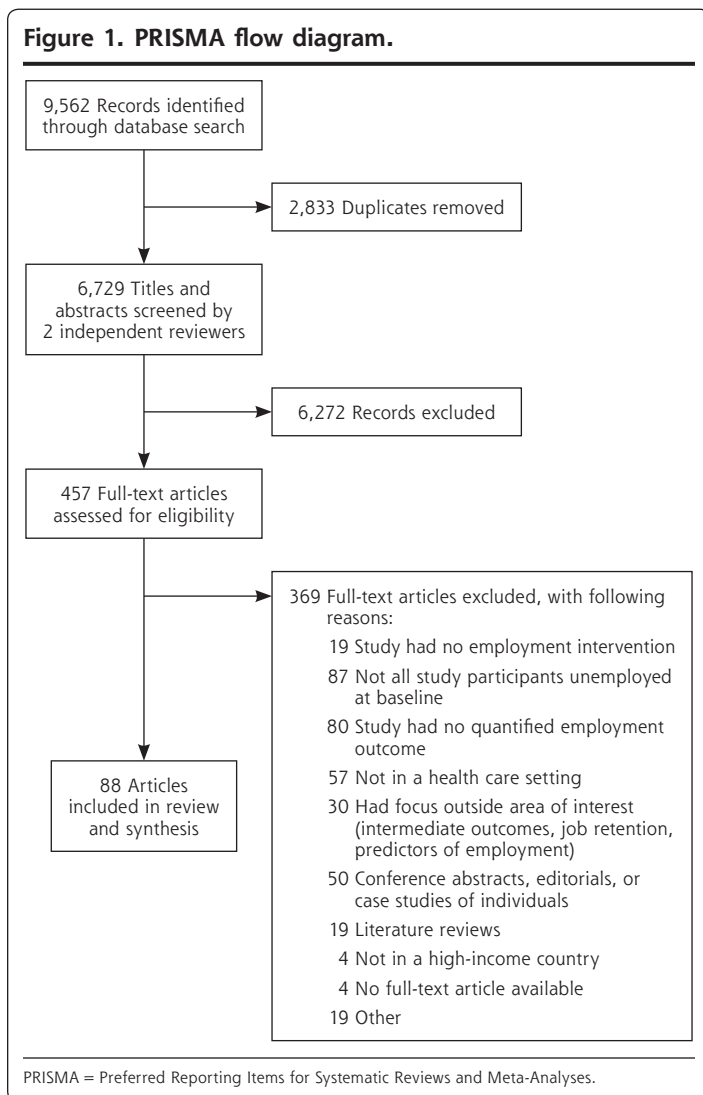 Figure 1. PRISMA flow diagram.
9,562 Records identified
through database search
2,833 Duplicates removed
6,729 Titles and
abstracts screened by
2 independent reviewers
6,272 Records excluded
457 Full-text articles
assessed for eligibility
369 Full-text articles excluded, with following
reasons:
19 Study had no employment intervention
87 Not all study participants unemployed
at baseline
80 Study had no quantified employment
outcome
57 Not in a health care setting
30 Had focus outside area of interest
(intermediate outcomes, job retention,
predictors of employment)
50 Conference abstracts, editorials, or
case studies of individuals
19 Literature reviews
4 Not in a high-income country
4 No full-text article available
19 Other
88 Articles
included in review
and synthesis
PRISMA = Preferred Reporting Items for Systematic Reviews and Meta-Analyses.